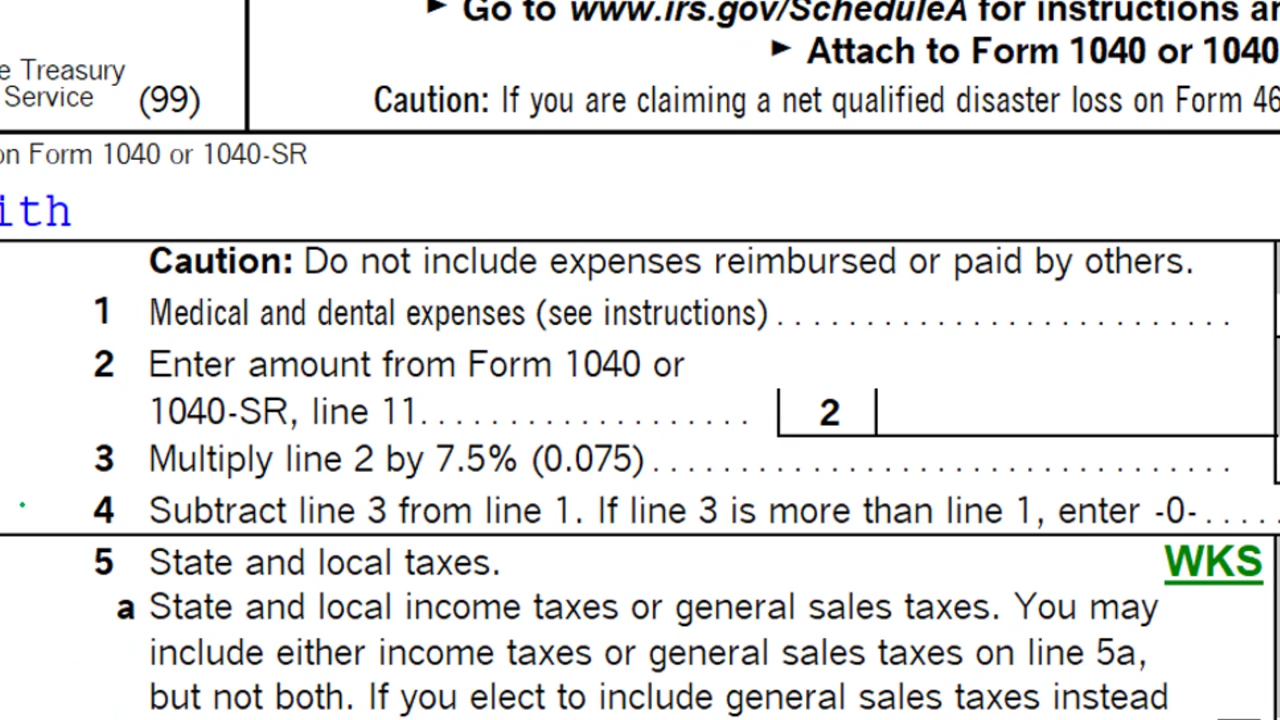 ► Go to www.irs.gov/ScheduleA for instructions
► Attach to Form 1040 or 1040
e Treasury
Service (99)
Caution: If you are claiming a net qualified disaster loss on Form 46
on Form 1040 or 1040-SR
ith
Caution: Do not include expenses reimbursed or paid by others.
1 Medical and dental expenses (see instructions)
2 Enter amount from Form 1040 or
1040-SR, line 11 2
3 Multiply line 2 by 7.5% (0.075)
4 Subtract line 3 from line 1. If line 3 is more than line 1, enter -0-
5 State and local taxes. WKS
a State and local income taxes or general sales taxes. You may
include either income taxes or general sales taxes on line 5a,
but not both. If you elect to include general sales taxes instead